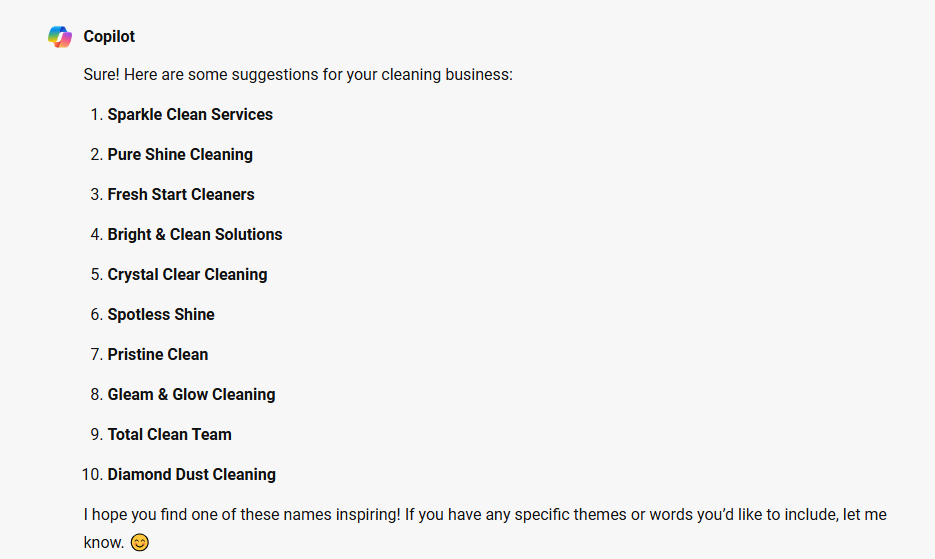 Copilot
Sure! Here are some suggestions for your cleaning business:
1. Sparkle Clean Services
2. Pure Shine Cleaning
3. Fresh Start Cleaners
4. Bright & Clean Solutions
5. Crystal Clear Cleaning
6. Spotless Shine
7. Pristine Clean
8. Gleam & Glow Cleaning
9. Total Clean Team
10. Diamond Dust Cleaning
I hope you find one of these names inspiring! If you have any specific themes or words you’d like to include, let me
know. 😊